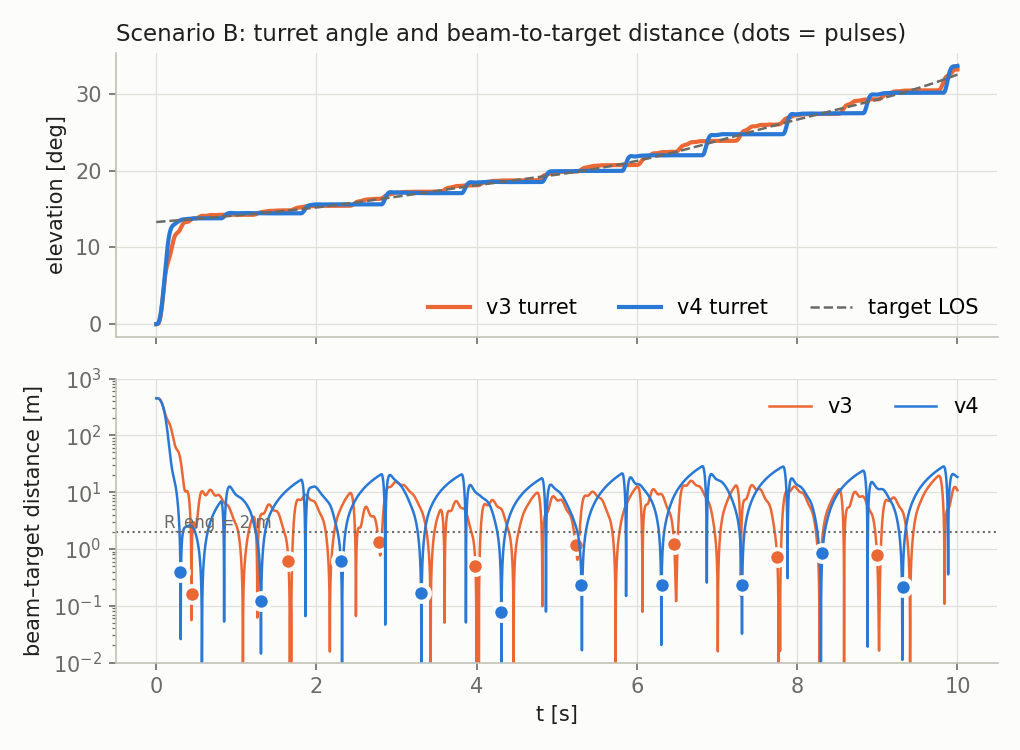 Scenario B: turret angle and beam-to-target distance (dots = pulses)
elevation [deg]
30
20
10
0
v3 turret
v4 turret
target LOS
beam–target distance [m]
10³
10²
10¹
10⁰
10⁻¹
10⁻²
v3
v4
R_eng = 2 m
0
2
4
6
8
10
t [s]